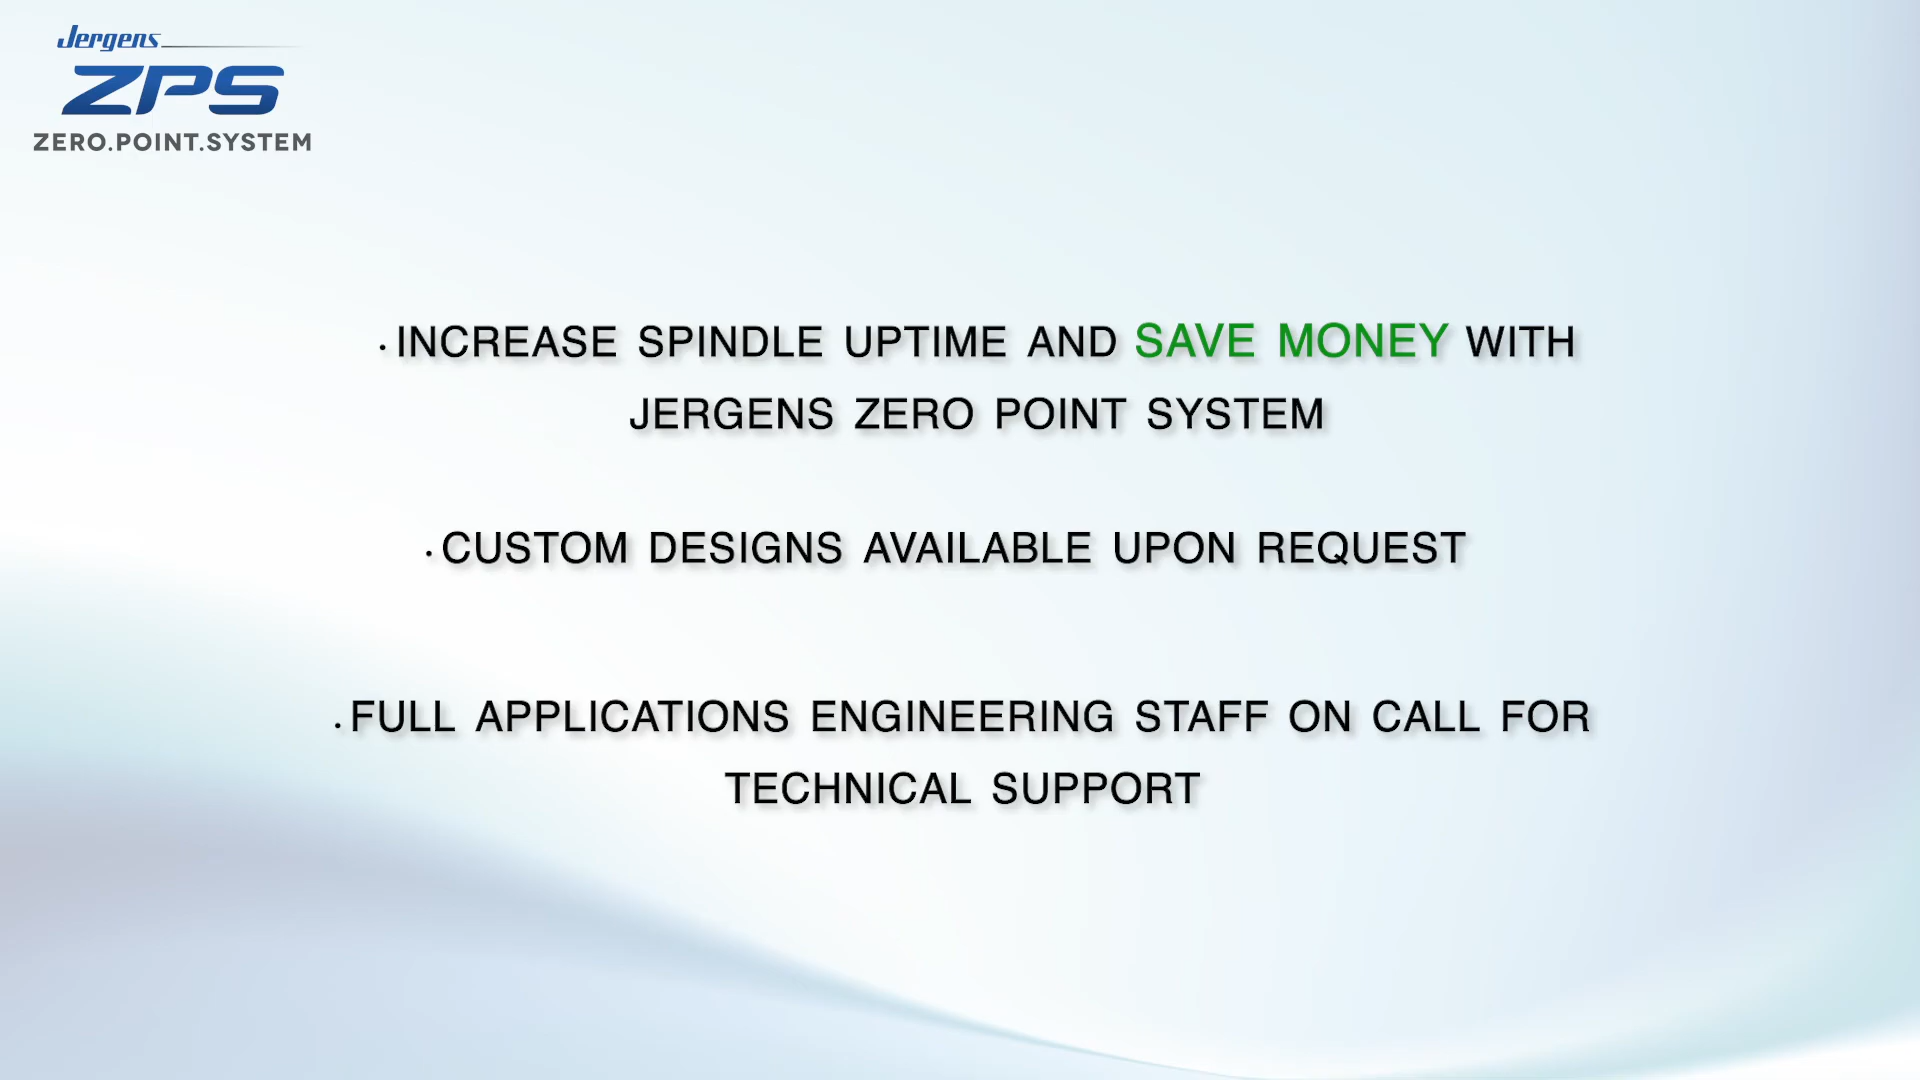 Jergens
ZPS
ZERO.POINT.SYSTEM
· INCREASE SPINDLE UPTIME AND SAVE MONEY WITH
JERGENS ZERO POINT SYSTEM
· CUSTOM DESIGNS AVAILABLE UPON REQUEST
· FULL APPLICATIONS ENGINEERING STAFF ON CALL FOR
TECHNICAL SUPPORT